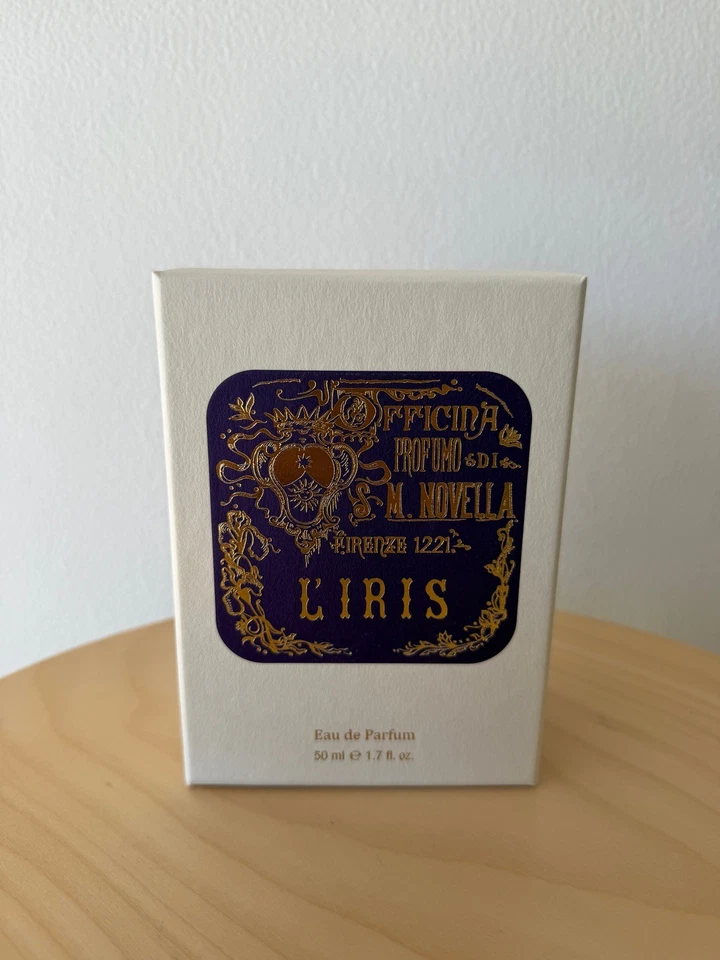 OFFICINA
PROFUMO DI
S. M. NOVELLA
FIRENZE 1221
L'IRIS
Eau de Parfum
50 ml ℮ 1.7 fl. oz.